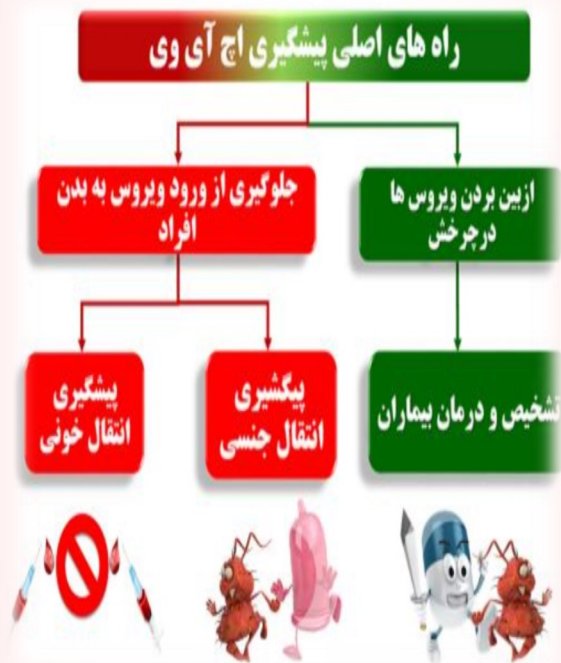 راه های اصلی پیشگیری اچ آی وی
ازبین بردن ویروس ها
درچرخش
جلوگیری از ورود ویروس به بدن
افراد
تشخیص و درمان بیماران
پیگشیری
انتقال جنسی
پیشگیری
انتقال خونی